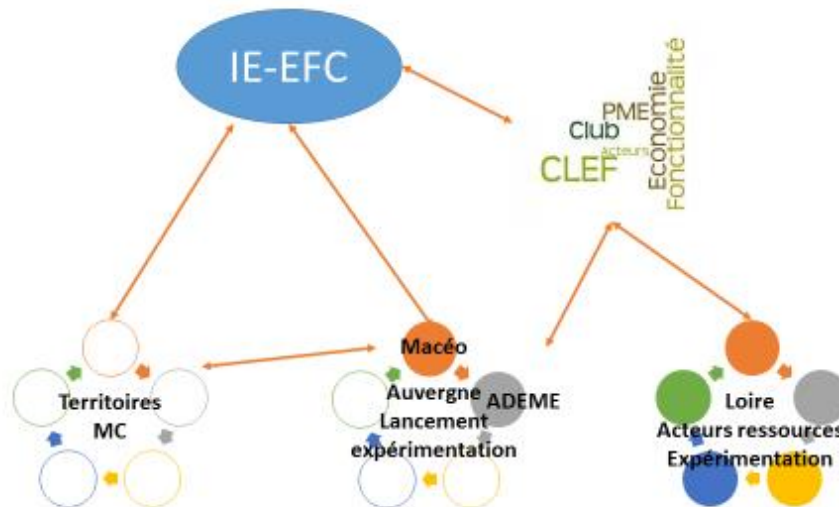 IE-EFC
PME
Club
Acteurs
CLEF
Economie
Fonctionnalité
Territoires
MC
Macéo
Auvergne
Lancement
expérimentation
ADEME
Loire
Acteurs ressources
Expérimentation